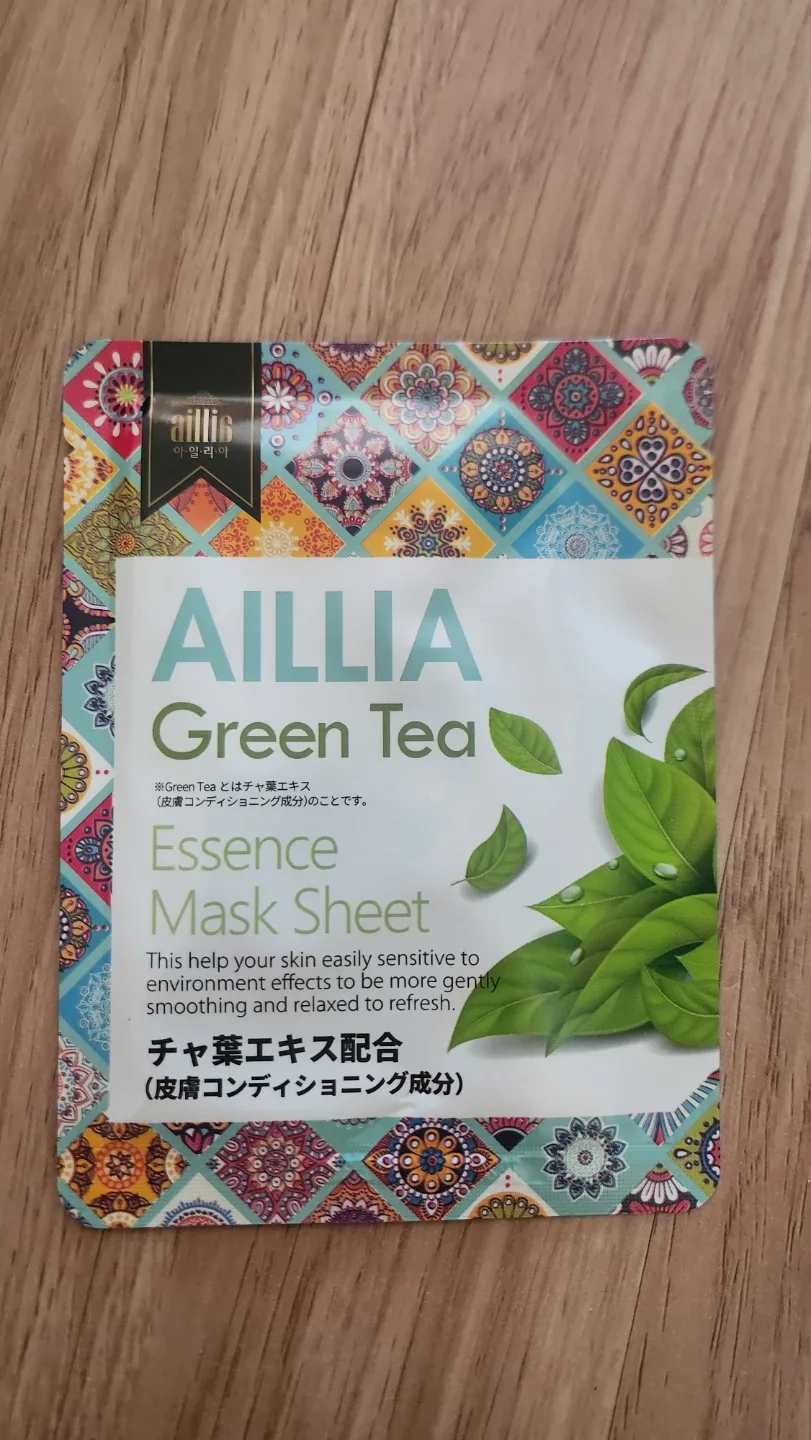 aillia
아·일·리·아
AILLIA
Green Tea
※Green Tea とはチャ葉エキス
(皮膚コンディショニング成分)のことです。
Essence
Mask Sheet
This help your skin easily sensitive to
environment effects to be more gently
smoothing and relaxed to refresh.
チャ葉エキス配合
(皮膚コンディショニング成分)